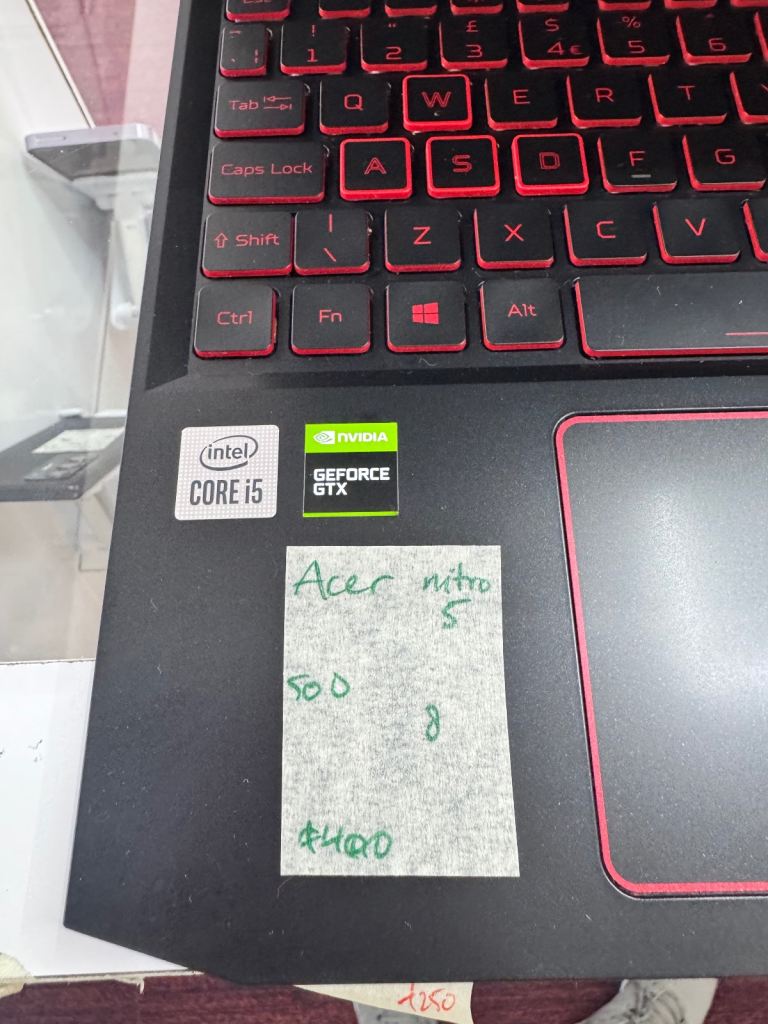 Esc
1
"
2
£
3
$
4€
%
5
6
Tab
Q
W
E
R
T
Caps Lock
A
S
D
F
G
Shift
|
\
Z
X
C
V
Ctrl
Fn
Alt
intel
CORE i5
NVIDIA
GEFORCE
GTX
Acer nitro
5
500
8
£400
1250